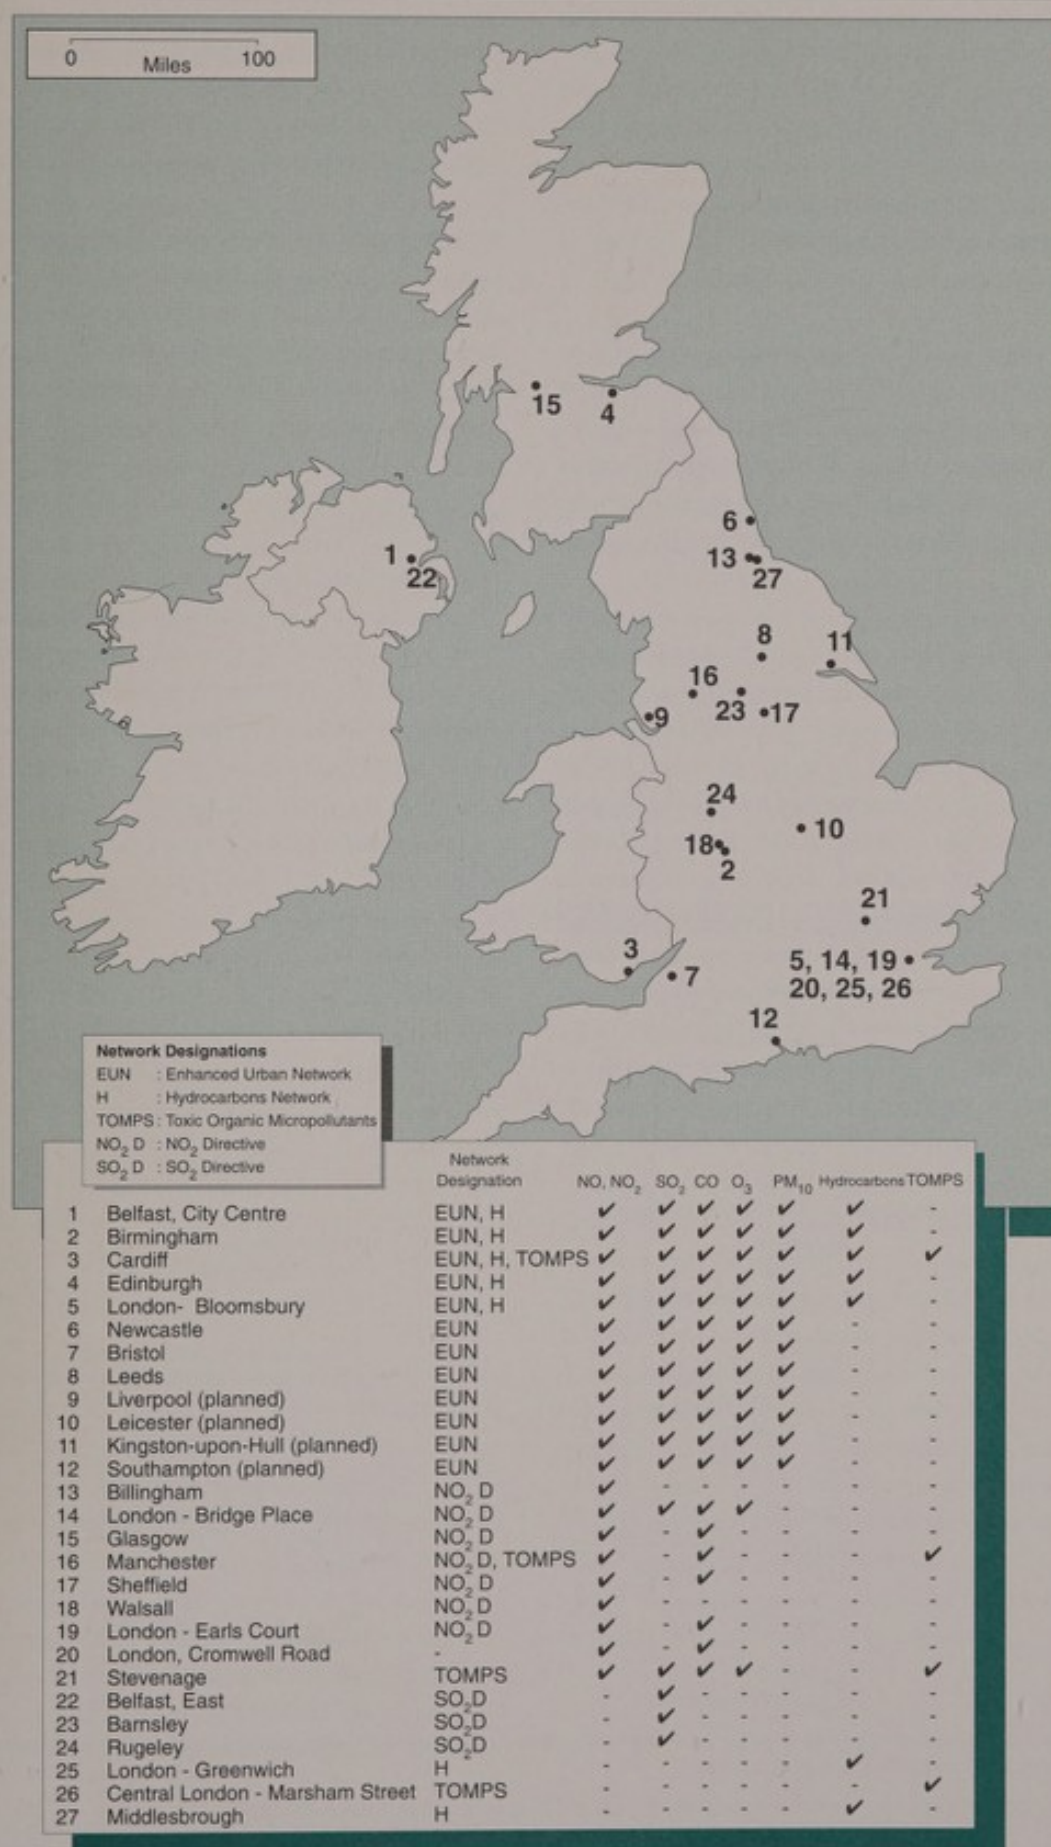 0 100
Miles
15
4
6
13
27
1
22
8
11
16
23
17
9
24
10
18
2
21
3
5, 14, 19
7
20, 25, 26
12
Network Designations
EUN : Enhanced Urban Network
H : Hydrocarbons Network
TOMPS : Toxic Organic Micropollutants
NO₂ D : NO₂ Directive
SO₂ D : SO₂ Directive
Network
Designation NO, NO₂ SO₂ CO O₃ PM₁₀ Hydrocarbons TOMPS
1 Belfast, City Centre EUN, H ✔ ✔ ✔ ✔ ✔ ✔ -
2 Birmingham EUN, H ✔ ✔ ✔ ✔ ✔ ✔ -
3 Cardiff EUN, H, TOMPS ✔ ✔ ✔ ✔ ✔ ✔ ✔
4 Edinburgh EUN, H ✔ ✔ ✔ ✔ ✔ ✔ -
5 London- Bloomsbury EUN, H ✔ ✔ ✔ ✔ ✔ ✔ -
6 Newcastle EUN ✔ ✔ ✔ ✔ ✔ - -
7 Bristol EUN ✔ ✔ ✔ ✔ ✔ - -
8 Leeds EUN ✔ ✔ ✔ ✔ ✔ - -
9 Liverpool (planned) EUN ✔ ✔ ✔ ✔ ✔ - -
10 Leicester (planned) EUN ✔ ✔ ✔ ✔ ✔ - -
11 Kingston-upon-Hull (planned) EUN ✔ ✔ ✔ ✔ ✔ - -
12 Southampton (planned) EUN ✔ ✔ ✔ ✔ ✔ - -
13 Billingham NO₂ D ✔ - - - - - -
14 London - Bridge Place NO₂ D ✔ ✔ ✔ ✔ - - -
15 Glasgow NO₂ D ✔ - ✔ - - - -
16 Manchester NO₂ D, TOMPS ✔ - ✔ - - - ✔
17 Sheffield NO₂ D ✔ - ✔ - - - -
18 Walsall NO₂ D ✔ - - - - - -
19 London - Earls Court NO₂ D ✔ - ✔ - - - -
20 London, Cromwell Road - ✔ - ✔ - - - -
21 Stevenage TOMPS ✔ ✔ ✔ ✔ - - ✔
22 Belfast, East SO₂D - ✔ - - - - -
23 Barnsley SO₂D - ✔ - - - - -
24 Rugeley SO₂D - ✔ - - - - -
25 London - Greenwich H - - - - - ✔ -
26 Central London - Marsham Street TOMPS - - - - - - ✔
27 Middlesbrough H - - - - - ✔ -